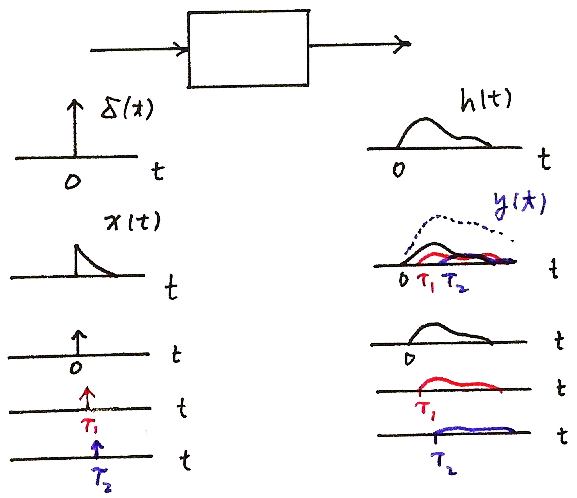 δ(t) h(t)
0 t 0 t
x(t) y(t)
t 0 τ₁ τ₂ t
0 t 0 t
τ₁ t τ₁ t
τ₂ t τ₂ t